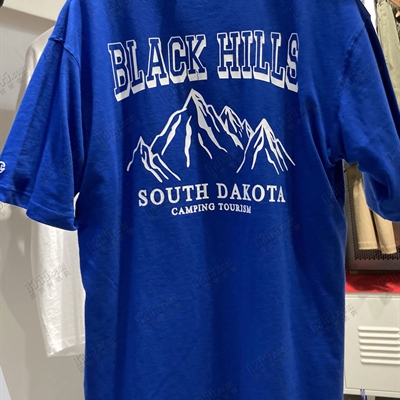 BLACK HILLS
SOUTH DAKOTA
CAMPING TOURISM